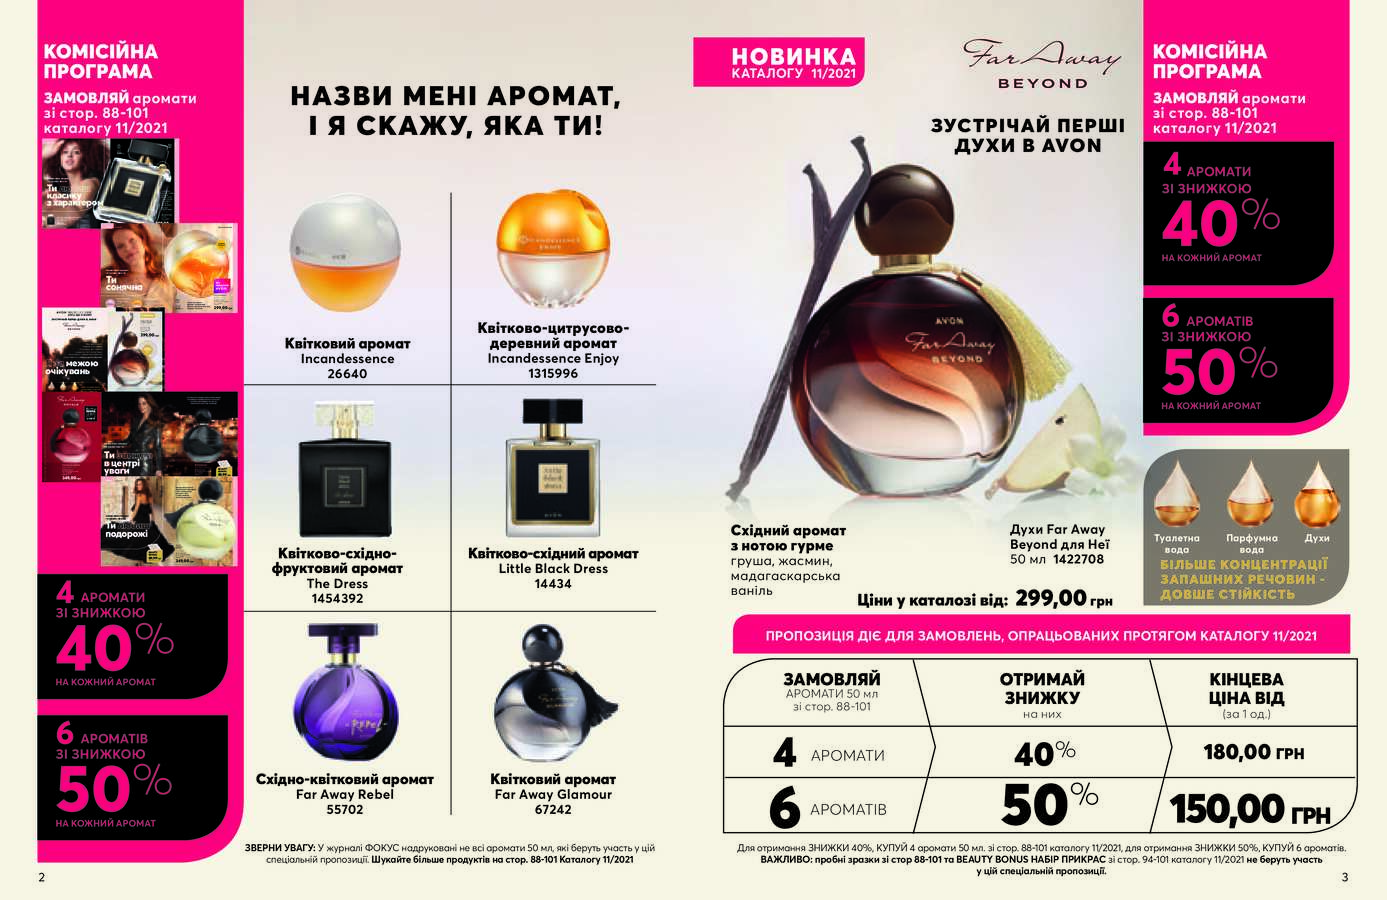 КОМІСІЙНА
ПРОГРАМА
ЗАМОВЛЯЙ аромати
зі стор. 88-101
каталогу 11/2021
4 АРОМАТИ
ЗІ ЗНИЖКОЮ
40%
НА КОЖНИЙ АРОМАТ
6 АРОМАТІВ
ЗІ ЗНИЖКОЮ
50%
НА КОЖНИЙ АРОМАТ
2
НАЗВИ МЕНІ АРОМАТ,
І Я СКАЖУ, ЯКА ТИ!
Квітковий аромат
Incandessence
26640
Квітково-цитрусово-
деревний аромат
Incandessence Enjoy
1315996
Квітково-східно-
фруктовий аромат
The Dress
1454392
Квітково-східний аромат
Little Black Dress
14434
Східно-квітковий аромат
Far Away Rebel
55702
Квітковий аромат
Far Away Glamour
67242
ЗВЕРНИ УВАГУ: У журналі ФОКУС надруковані не всі аромати 50 мл, які беруть участь у цій
спеціальній пропозиції. Шукайте більше продуктів на стор. 88-101 Каталогу 11/2021
НОВИНКА
КАТАЛОГУ 11/2021
Far Away
BEYOND
ЗУСТРІЧАЙ ПЕРШІ
ДУХИ В AVON
AVON
Far Away
BEYOND
Східний аромат
з нотою гурме
груша, жасмин,
мадагаскарська
ваніль
Духи Far Away
Beyond для Неї
50 мл 1422708
Ціни у каталозі від: 299,00 грн
КОМІСІЙНА
ПРОГРАМА
ЗАМОВЛЯЙ аромати
зі стор. 88-101
каталогу 11/2021
4 АРОМАТИ
ЗІ ЗНИЖКОЮ
40%
НА КОЖНИЙ АРОМАТ
6 АРОМАТІВ
ЗІ ЗНИЖКОЮ
50%
НА КОЖНИЙ АРОМАТ
Туалетна
вода
Парфумна
вода
Духи
БІЛЬШЕ КОНЦЕНТРАЦІЇ
ЗАПАШНИХ РЕЧОВИН -
ДОВШЕ СТІЙКІСТЬ
ПРОПОЗИЦІЯ ДІЄ ДЛЯ ЗАМОВЛЕНЬ, ОПРАЦЬОВАНИХ ПРОТЯГОМ КАТАЛОГУ 11/2021
ЗАМОВЛЯЙ
АРОМАТИ 50 мл
зі стор. 88-101
ОТРИМАЙ
ЗНИЖКУ
на них
КІНЦЕВА
ЦІНА ВІД
(за 1 од.)
4 АРОМАТИ 40% 180,00 ГРН
6 АРОМАТІВ 50% 150,00 ГРН
Для отримання ЗНИЖКИ 40%, КУПУЙ 4 аромати 50 мл. зі стор. 88-101 каталогу 11/2021, для отримання ЗНИЖКИ 50%, КУПУЙ 6 ароматів.
ВАЖЛИВО: пробні зразки зі стор 88-101 та BEAUTY BONUS НАБІР ПРИКРАС зі стор. 94-101 каталогу 11/2021 не беруть участь
у цій спеціальній пропозиції.
3